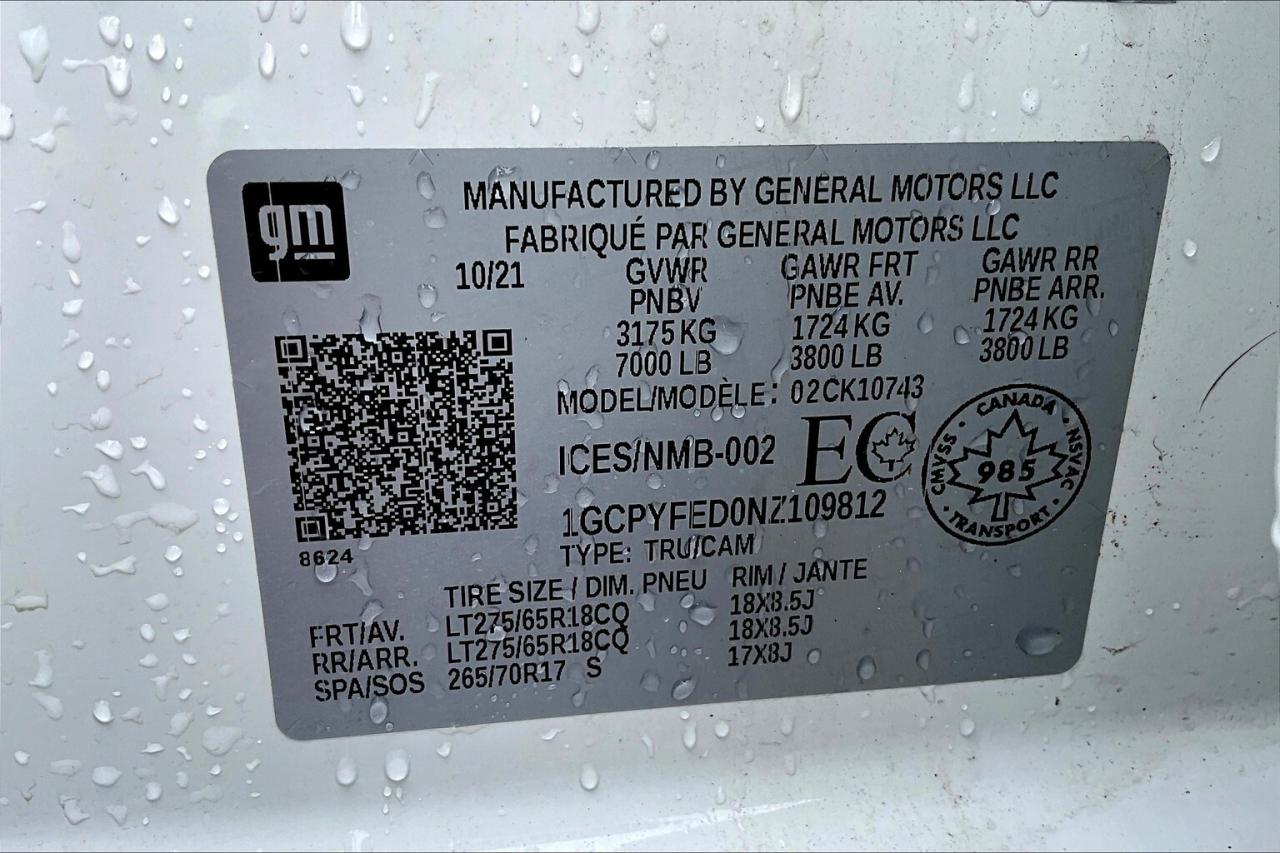 gm
MANUFACTURED BY GENERAL MOTORS LLC
FABRIQUÉ PAR GENERAL MOTORS LLC
10/21 GVWR GAWR FRT GAWR RR
PNBV PNBE AV. PNBE ARR.
3175 KG 1724 KG 1724 KG
7000 LB 3800 LB 3800 LB
MODEL/MODÈLE: 02CK10743
ICES/NMB-002 EC
CANADA
CMVSS 985 NSVAC
TRANSPORT
1GCPYFED0NZ109812
8624 TYPE: TRU/CAM
TIRE SIZE / DIM. PNEU RIM / JANTE
FRT/AV. LT275/65R18CQ 18X8.5J
RR/ARR. LT275/65R18CQ 18X8.5J
SPA/SOS 265/70R17 S 17X8J